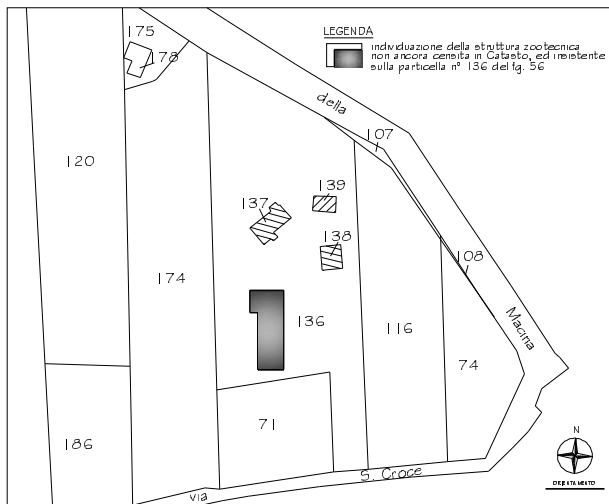 LEGENDA
individuazione della struttura zootecnica
non ancora censita in Catasto, ed insistente
sulla particella n° 136 del fg. 56
175
178
della
107
120
139
137
138
108
174
136
116
Macina
74
71
186
N
ORIENTAMENTO
S. Croce
via